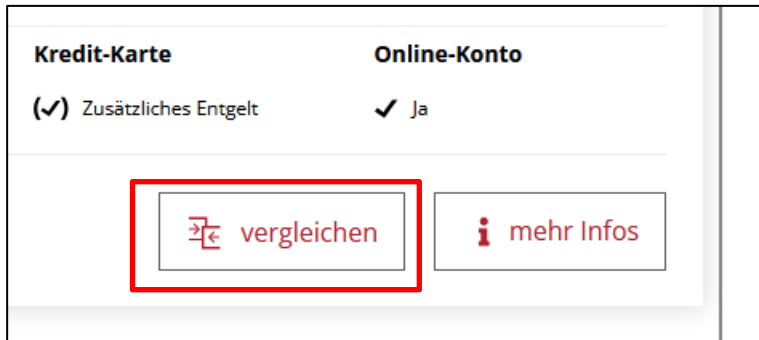 Kredit-Karte Online-Konto
(✔) Zusätzliches Entgelt ✔ Ja
vergleichen mehr Infos